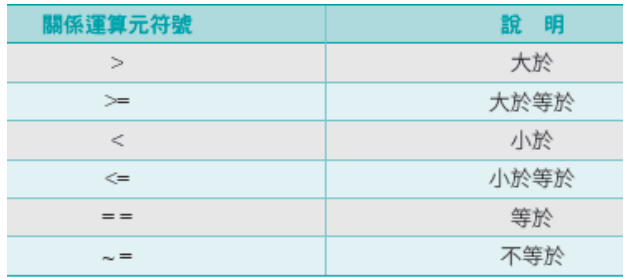 關係運算元符號 說 明
> 大於
>= 大於等於
< 小於
<= 小於等於
== 等於
~= 不等於